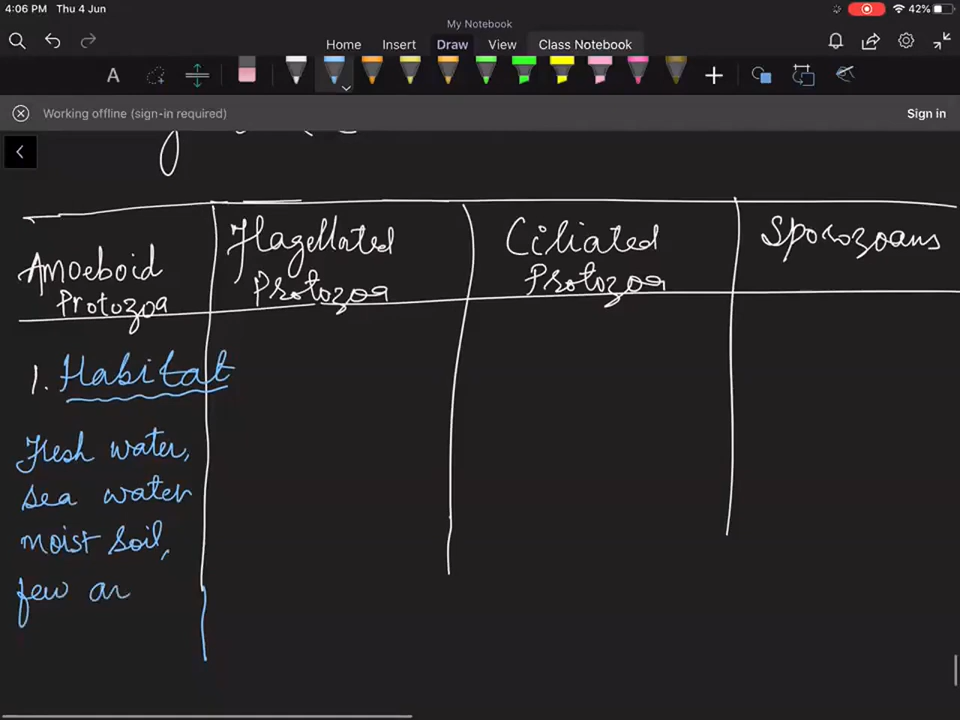 4:06 PM Thu 4 Jun
42%
My Notebook
Home Insert Draw View Class Notebook
A
Working offline (sign-in required)
Sign in
Amoeboid
Protozoa
Flagellated
Protozoa
Ciliated
Protozoa
Sporozoans
1. Habitat
Fresh water,
sea water
moist soil,
few ar